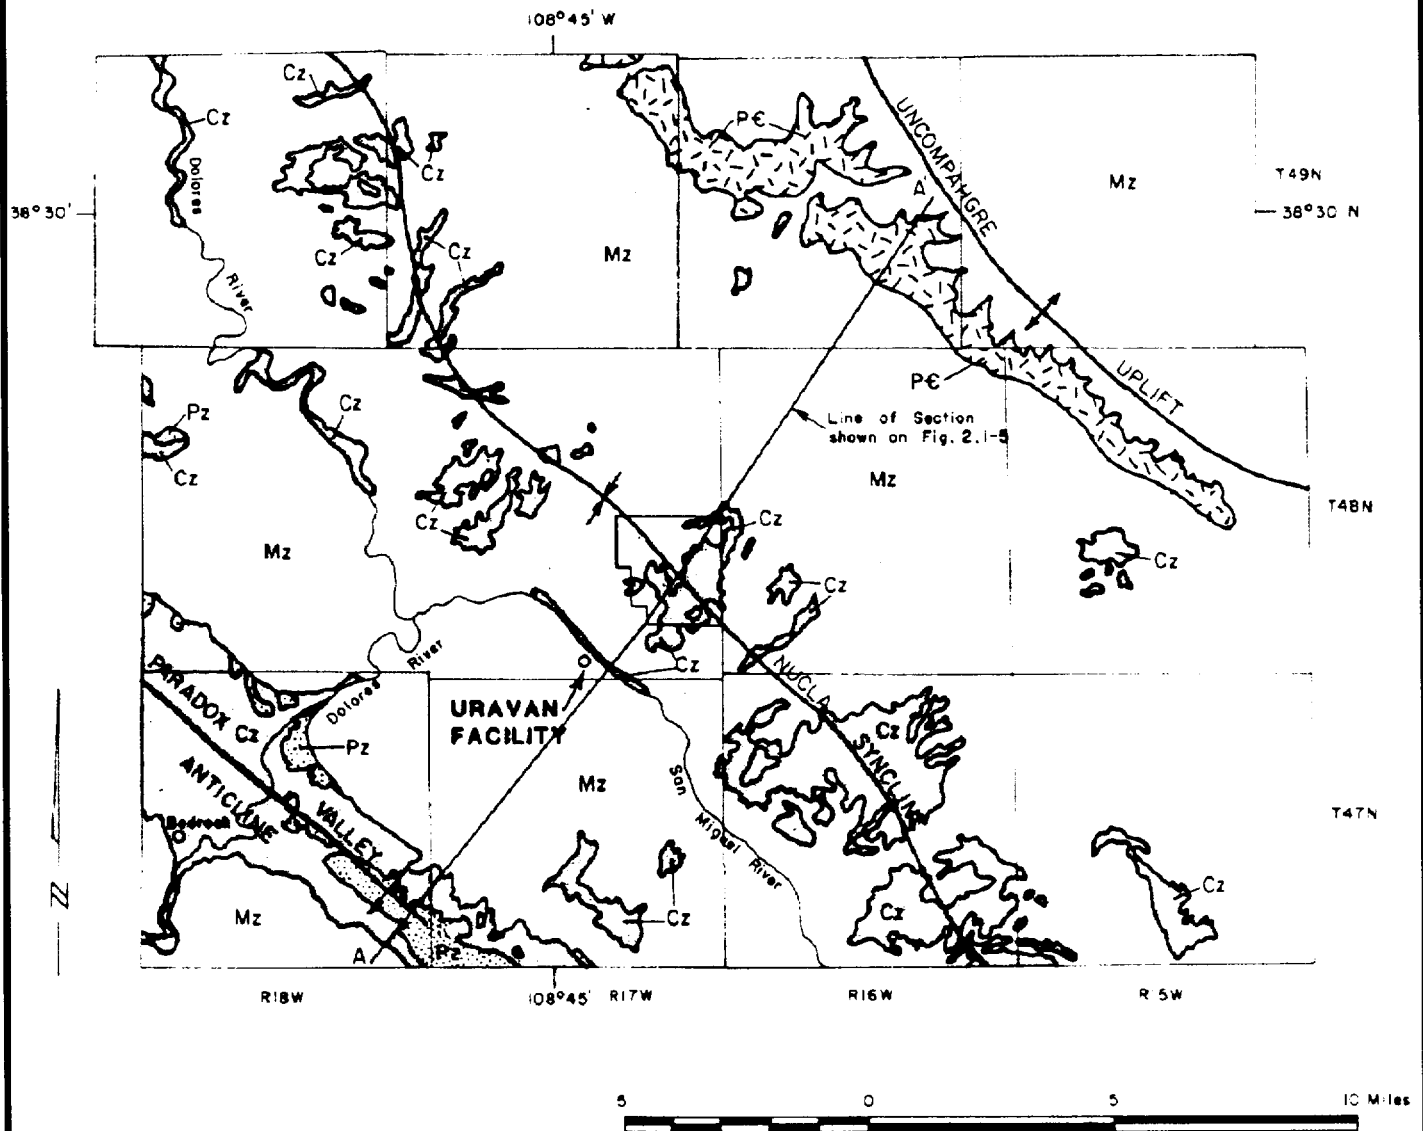 108°45' W
Cz
Cz
Dolores
River
Cz
Cz
Cz
Mz
P€
UNCOMPAHGRE
UPLIFT
A'
Mz
T49N
38°30'
38°30 N
P€
Line of Section
shown on Fig. 2.1-5
Mz
T48N
Pz
Cz
Cz
Cz
Mz
Cz
Cz
Cz
Cz
River
Dolores
PARADOX
VALLEY
ANTICLINE
Cz
Pz
Bedrock
Mz
A
Pz
URAVAN
FACILITY
Mz
San
Miguel River
Cz
NUCLA
SYNCLINE
Cz
Cz
Cz
T47N
N
R18W
108°45'
R17W
R16W
R15W
5
0
5
10 Miles